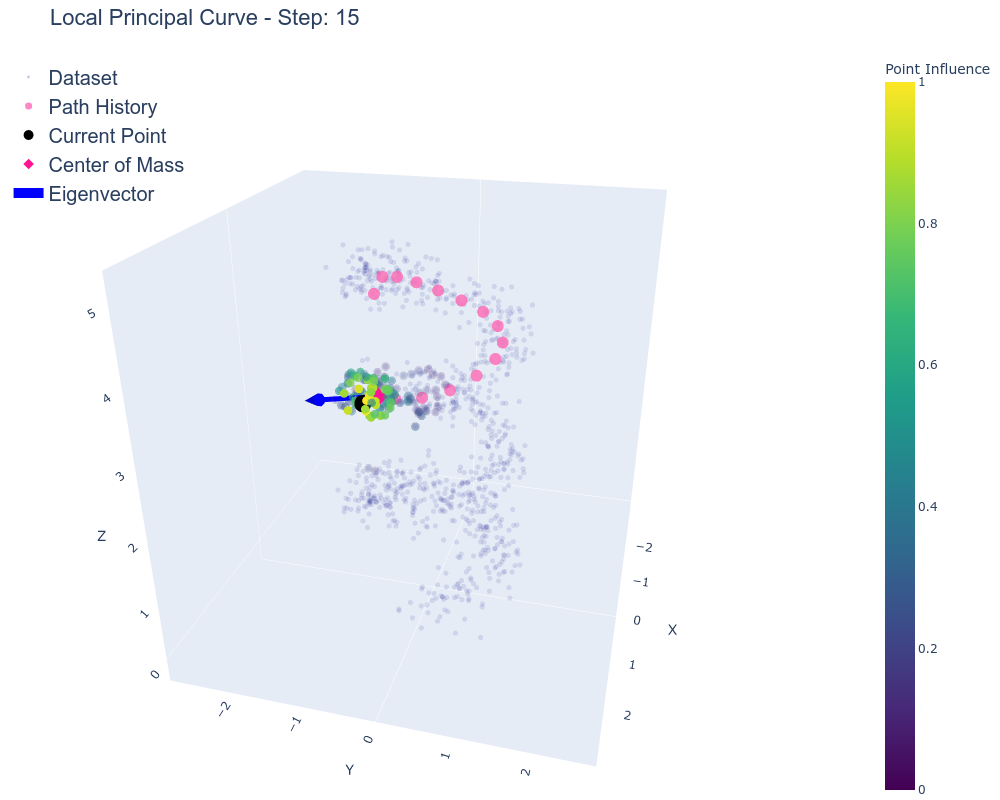 Local Principal Curve - Step: 15
Dataset
Path History
Current Point
Center of Mass
Eigenvector
Point Influence
1
0.8
0.6
0.4
0.2
0
5
4
3
2
1
0
Z
−2
−1
0
1
2
Y
−2
−1
0
1
2
X